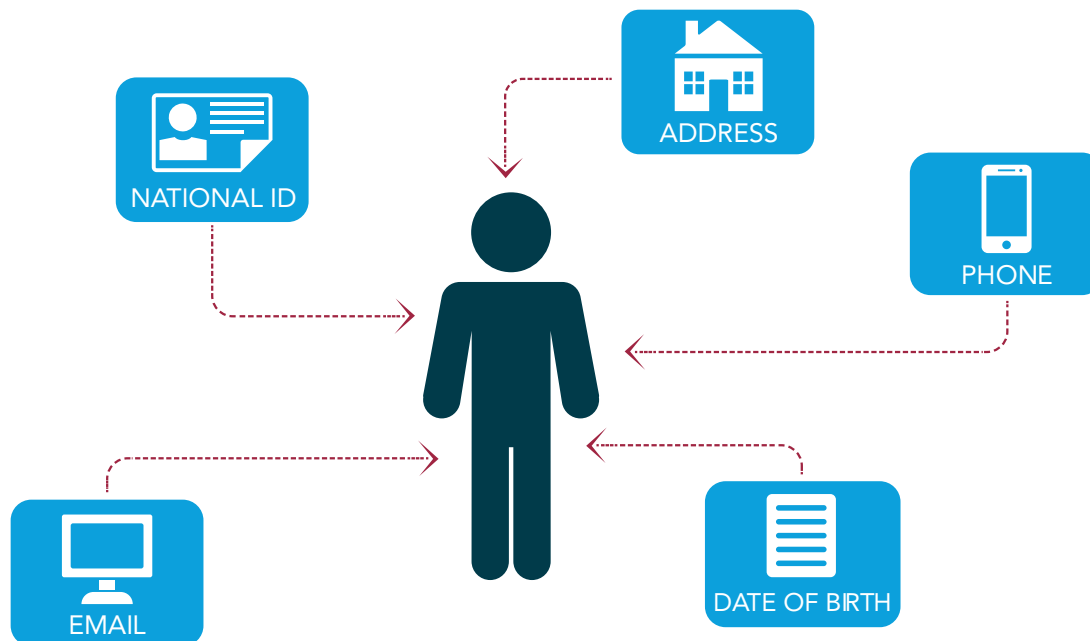 ADDRESS
NATIONAL ID
PHONE
EMAIL
DATE OF BIRTH